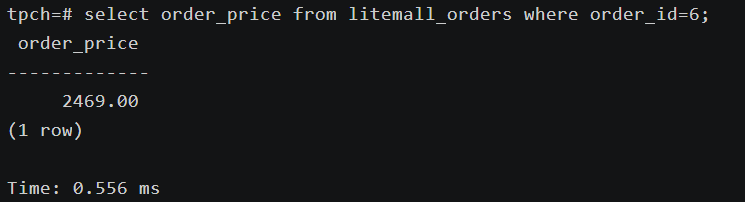 tpch=# select order_price from litemall_orders where order_id=6;
 order_price
-------------
     2469.00
(1 row)

Time: 0.556 ms